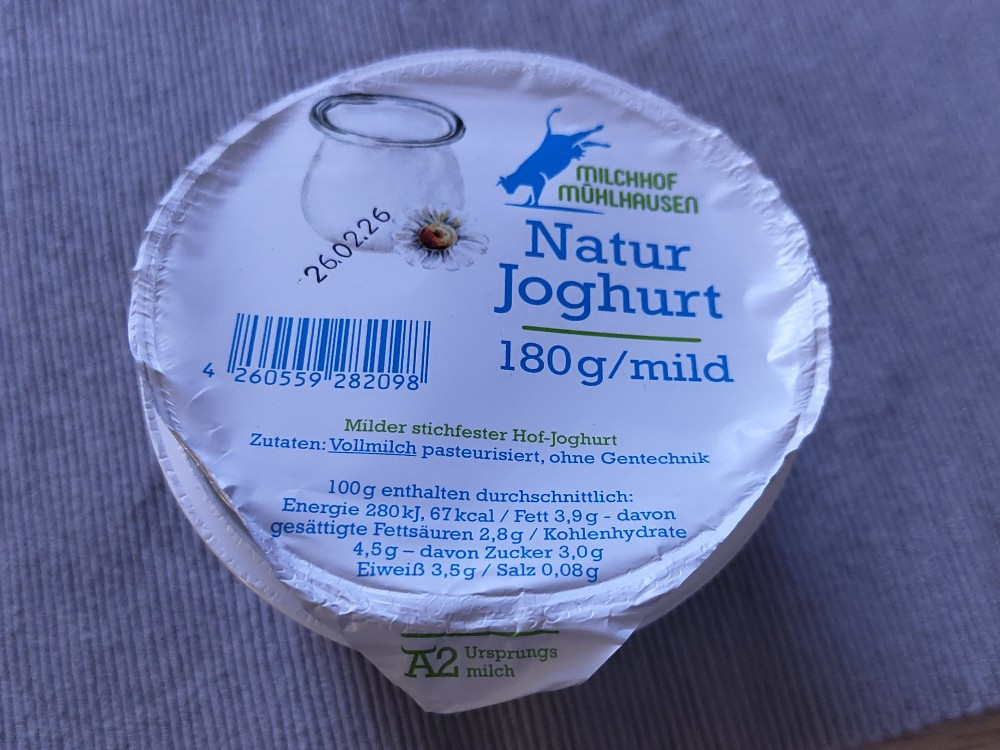 MILCHHOF
MÜHLHAUSEN
Natur
Joghurt
180g/mild
26.02.26
4 260559 282098
Milder stichfester Hof-Joghurt
Zutaten: Vollmilch pasteurisiert, ohne Gentechnik
100g enthalten durchschnittlich:
Energie 280kJ, 67kcal / Fett 3,9g - davon
gesättigte Fettsäuren 2,8g / Kohlenhydrate
4,5g – davon Zucker 3,0g
Eiweiß 3,5g / Salz 0,08g
A2 Ursprungs
milch